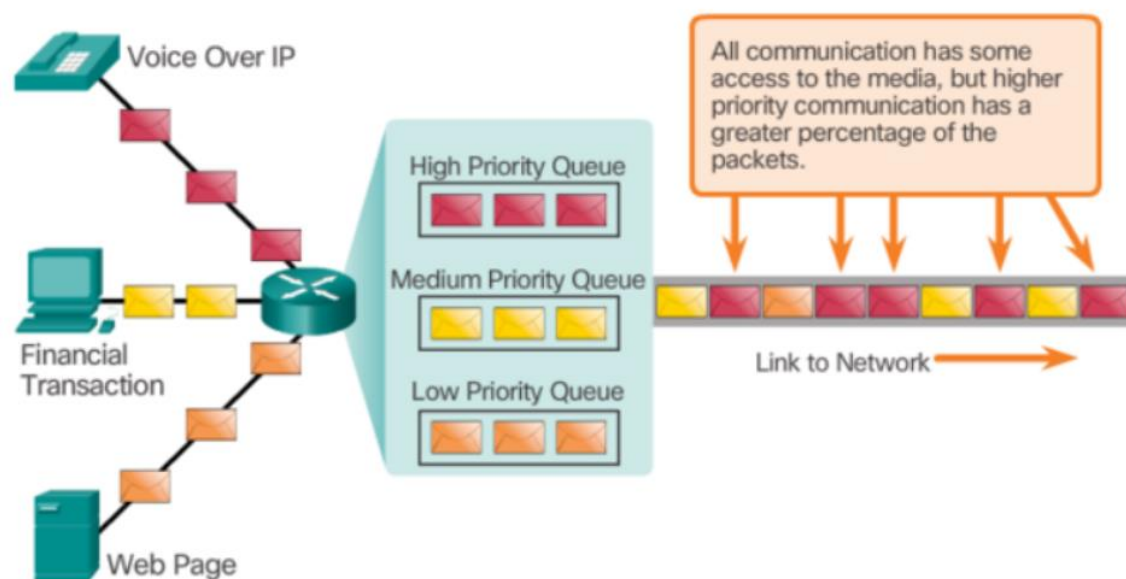 Voice Over IP
All communication has some
access to the media, but higher
priority communication has a
greater percentage of the
packets.
High Priority Queue
Medium Priority Queue
Financial
Transaction
Link to Network
Low Priority Queue
Web Page